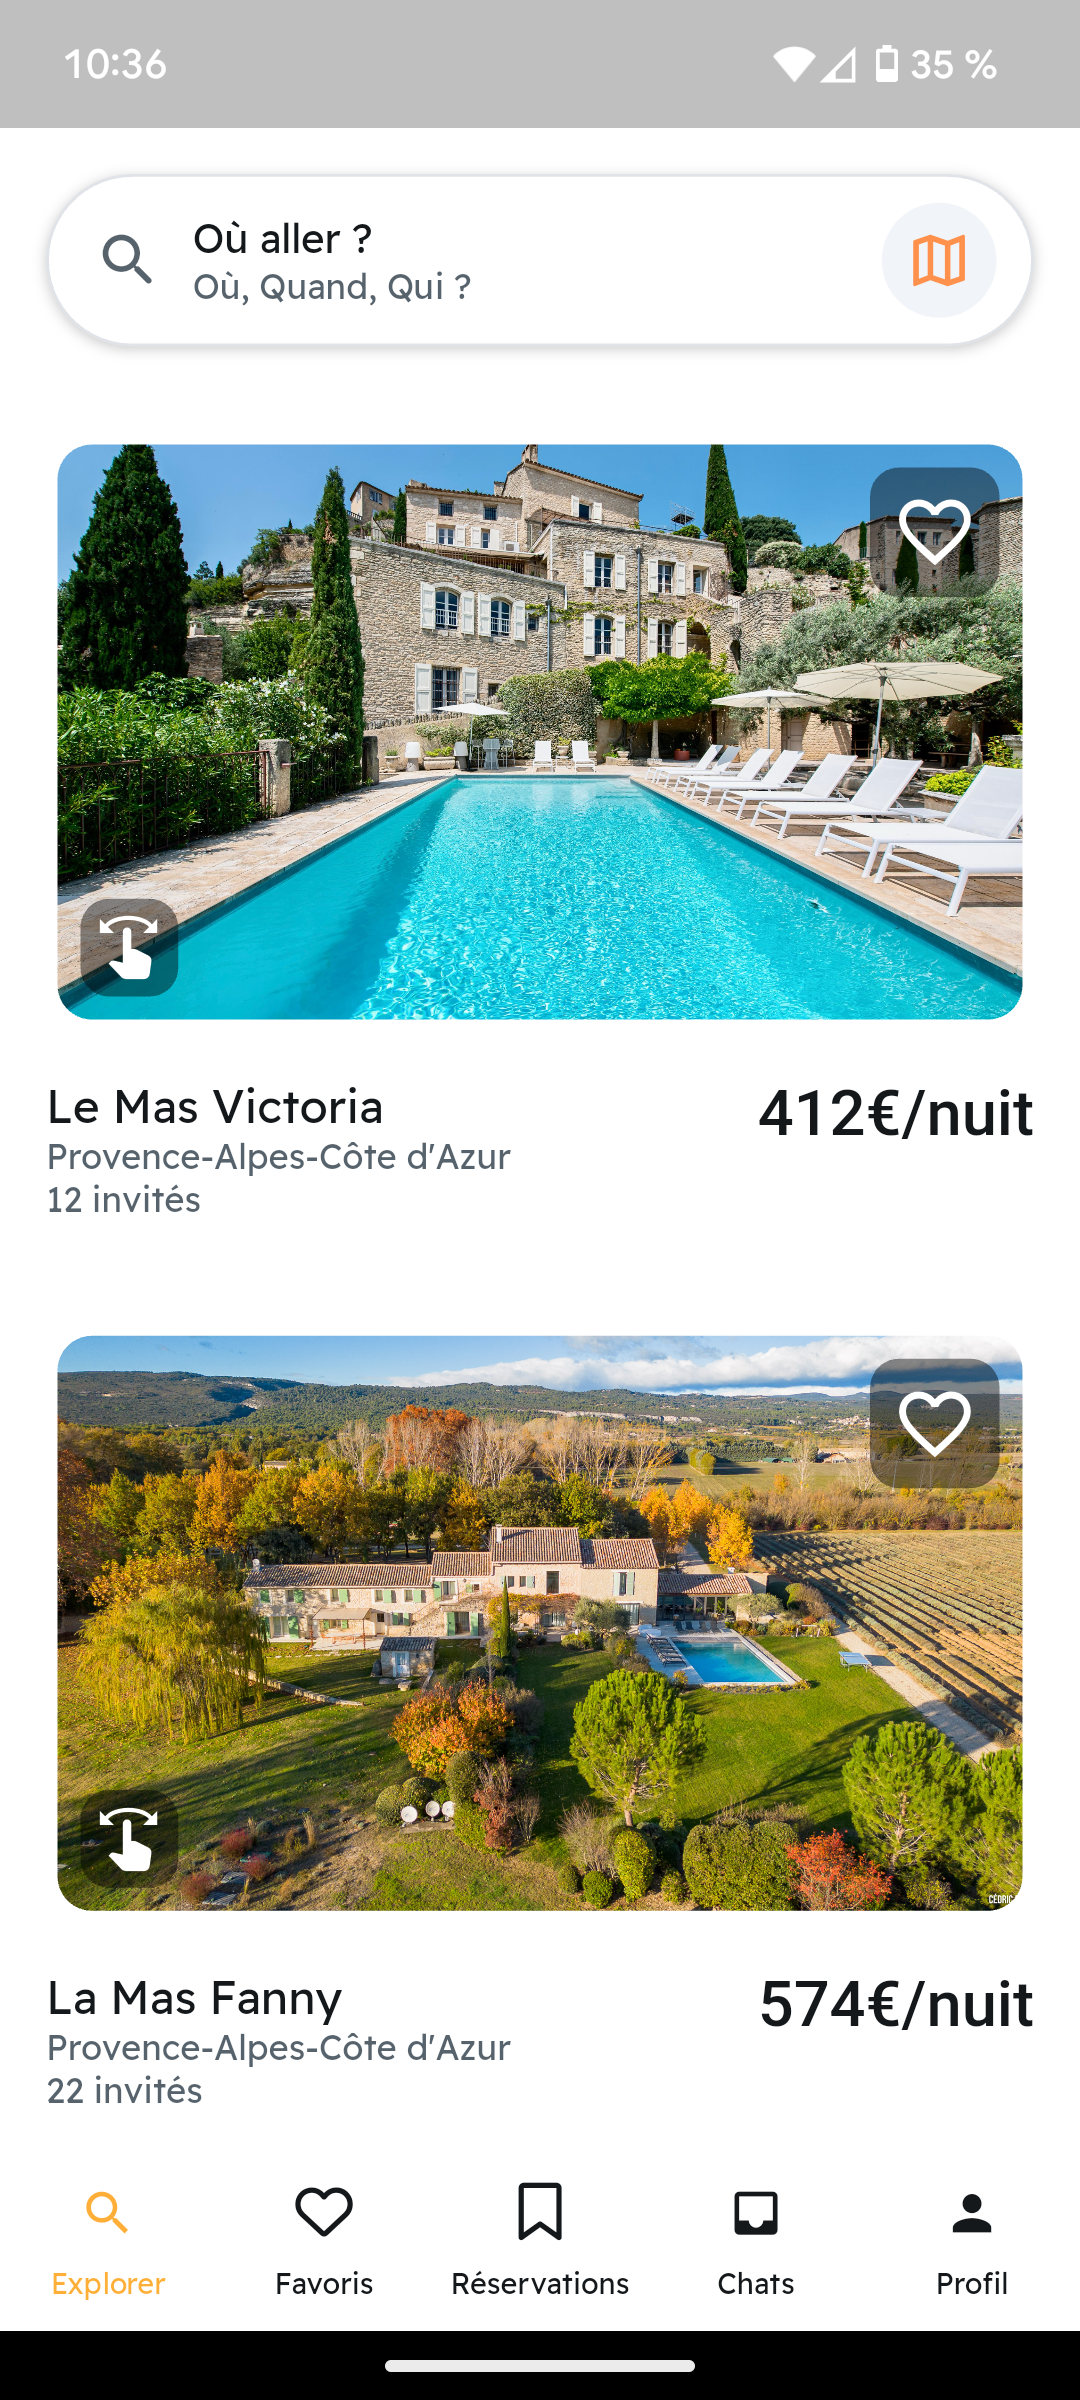 10:36
35 %
Où aller ?
Où, Quand, Qui ?
Le Mas Victoria
412€/nuit
Provence-Alpes-Côte d'Azur
12 invités
CÉDRIC
La Mas Fanny
574€/nuit
Provence-Alpes-Côte d'Azur
22 invités
Explorer
Favoris
Réservations
Chats
Profil